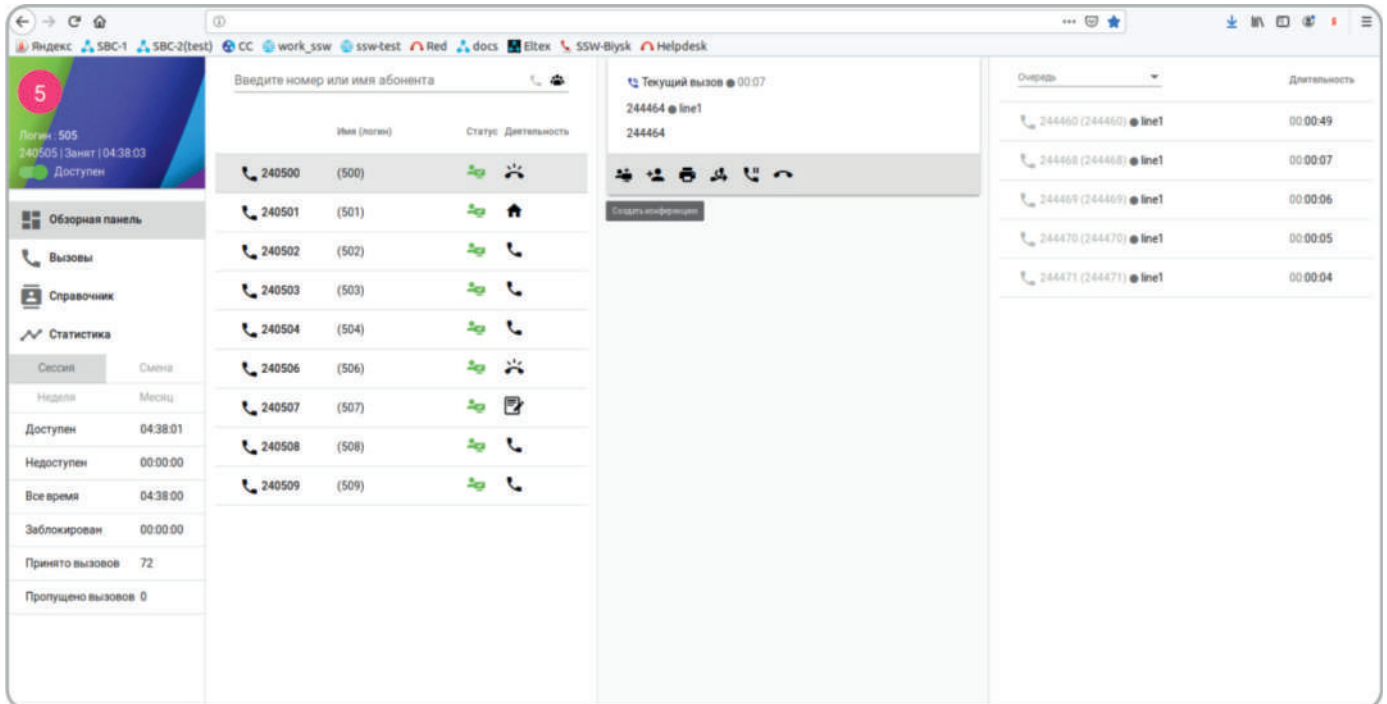 Яндекс SBC-1 SBC-2(test) CC work_ssw ssw-test Red docs Eltex SSW-Biysk Helpdesk
5
Логин : 505
240505 | Занят | 04:38:03
Доступен
Обзорная панель
Вызовы
Справочник
Статистика
Сессия Смена
Неделя Месяц
Доступен 04:38:01
Недоступен 00:00:00
Все время 04:38:00
Заблокирован 00:00:00
Принято вызовов 72
Пропущено вызовов 0
Введите номер или имя абонента
Имя (логин) Статус Деятельность
240500 (500)
240501 (501)
240502 (502)
240503 (503)
240504 (504)
240506 (506)
240507 (507)
240508 (508)
240509 (509)
Текущий вызов 00:07
244464 line1
244464
Создать конференцию
Очередь Длительность
244460 (244460) line1 00:00:49
244468 (244468) line1 00:00:07
244469 (244469) line1 00:00:06
244470 (244470) line1 00:00:05
244471 (244471) line1 00:00:04